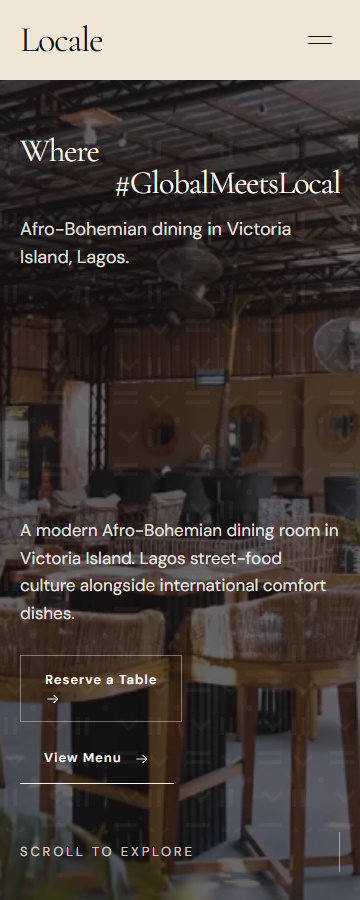 Locale
Where
#GlobalMeetsLocal
Afro-Bohemian dining in Victoria
Island, Lagos.
A modern Afro-Bohemian dining room in
Victoria Island. Lagos street-food
culture alongside international comfort
dishes.
Reserve a Table
→
View Menu →
SCROLL TO EXPLORE